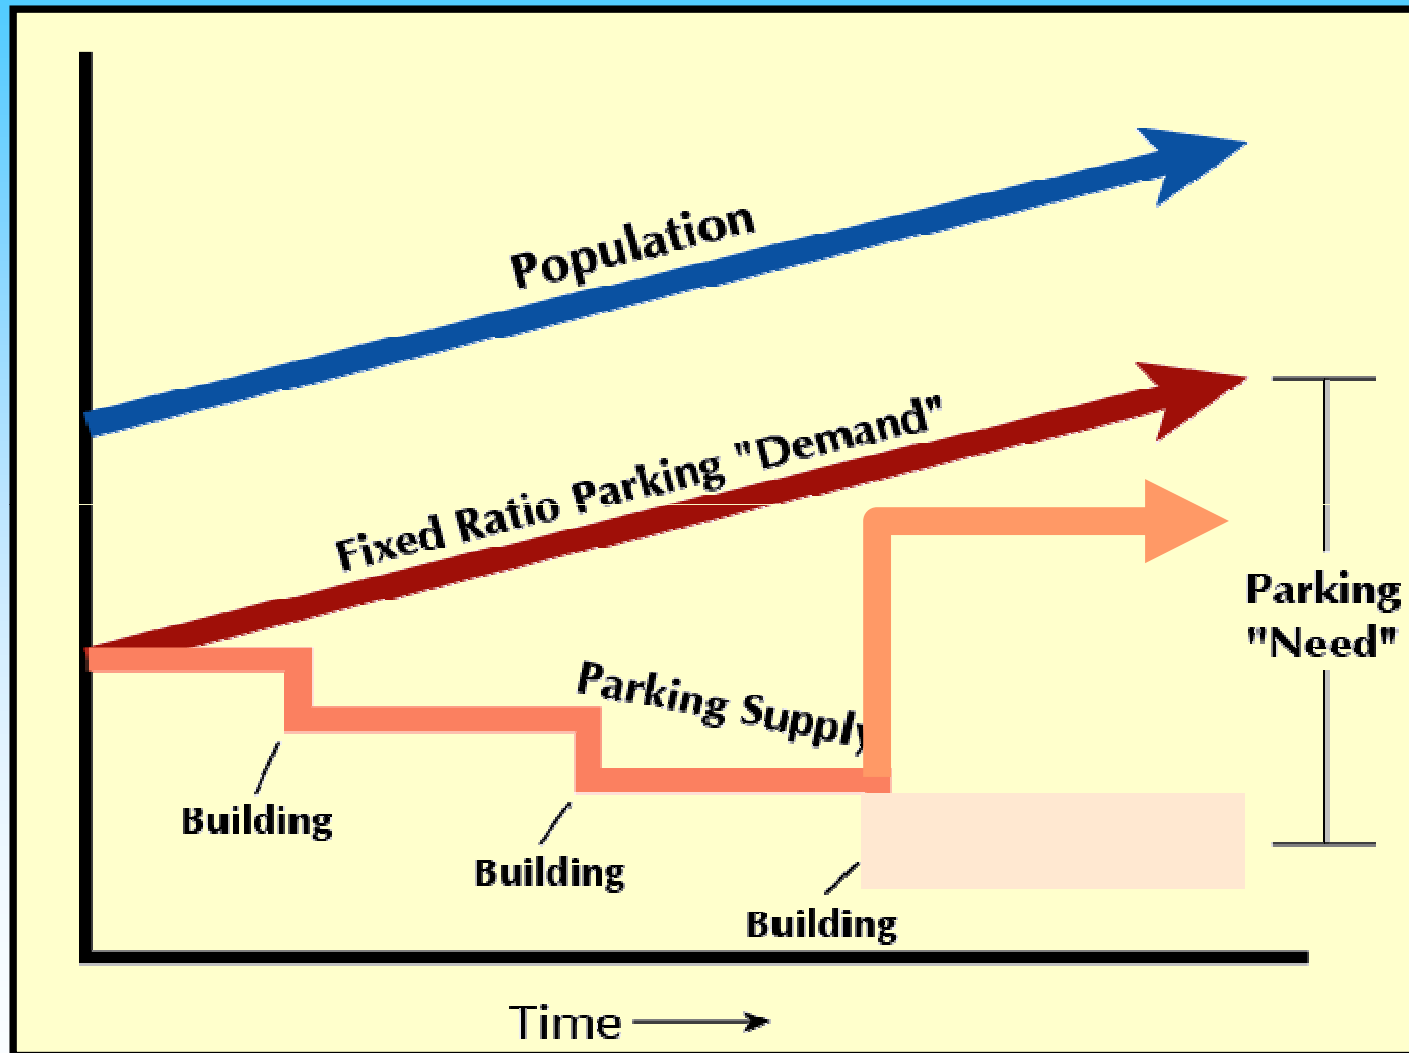 Population
Fixed Ratio Parking "Demand"
Parking
"Need"
Parking Supply
Building
Building
Building
Time